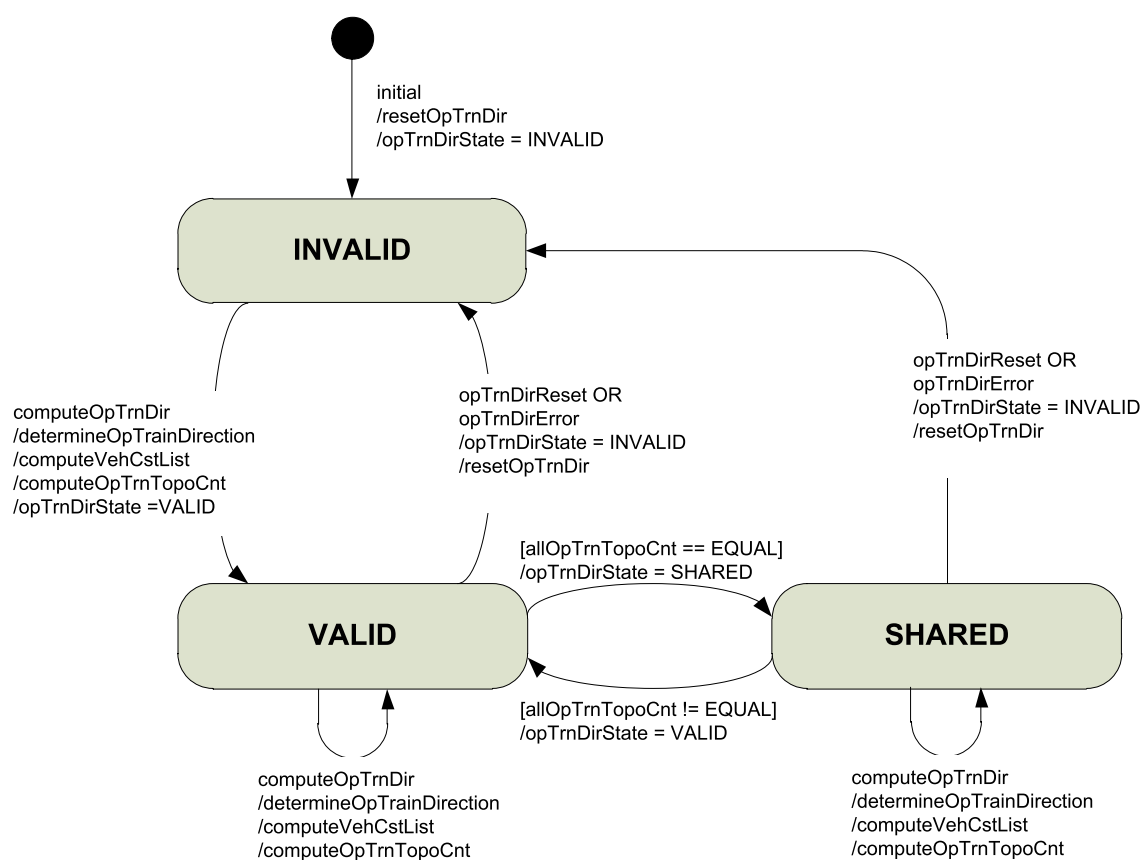 initial
/resetOpTrnDir
/opTrnDirState = INVALID
INVALID
opTrnDirReset OR
opTrnDirError
/opTrnDirState = INVALID
/resetOpTrnDir
opTrnDirReset OR
opTrnDirError
/opTrnDirState = INVALID
/resetOpTrnDir
computeOpTrnDir
/determineOpTrainDirection
/computeVehCstList
/computeOpTrnTopoCnt
/opTrnDirState =VALID
[allOpTrnTopoCnt == EQUAL]
/opTrnDirState = SHARED
VALID
SHARED
[allOpTrnTopoCnt != EQUAL]
/opTrnDirState = VALID
computeOpTrnDir
/determineOpTrainDirection
/computeVehCstList
/computeOpTrnTopoCnt
computeOpTrnDir
/determineOpTrainDirection
/computeVehCstList
/computeOpTrnTopoCnt